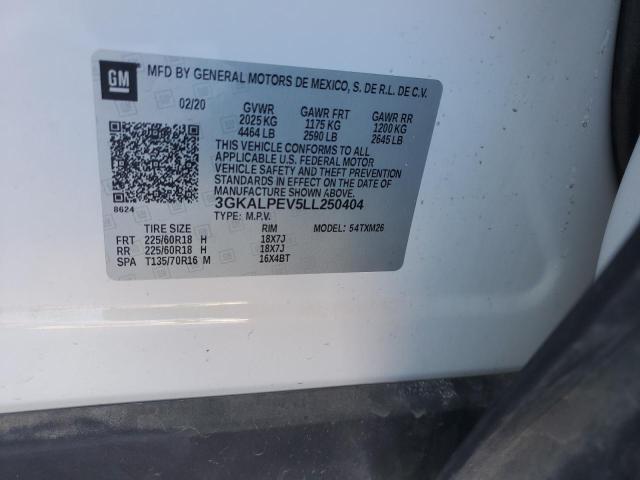 GM
MFD BY GENERAL MOTORS DE MEXICO, S. DE R.L. DE C.V.
02/20 GVWR GAWR FRT GAWR RR
2025 KG 1175 KG 1200 KG
4464 LB 2590 LB 2645 LB
THIS VEHICLE CONFORMS TO ALL
APPLICABLE U.S. FEDERAL MOTOR
VEHICLE SAFETY AND THEFT
PREVENTION STANDARDS IN
EFFECT ON THE DATE OF
MANUFACTURE SHOWN ABOVE.
8624 3GKALPEV5LL250404
TYPE: M.P.V. MODEL: 54TXM26
TIRE SIZE RIM
FRT 225/60R18 H 18X7J
RR 225/60R18 H 18X7J
SPA T135/70R16 M 16X4BT